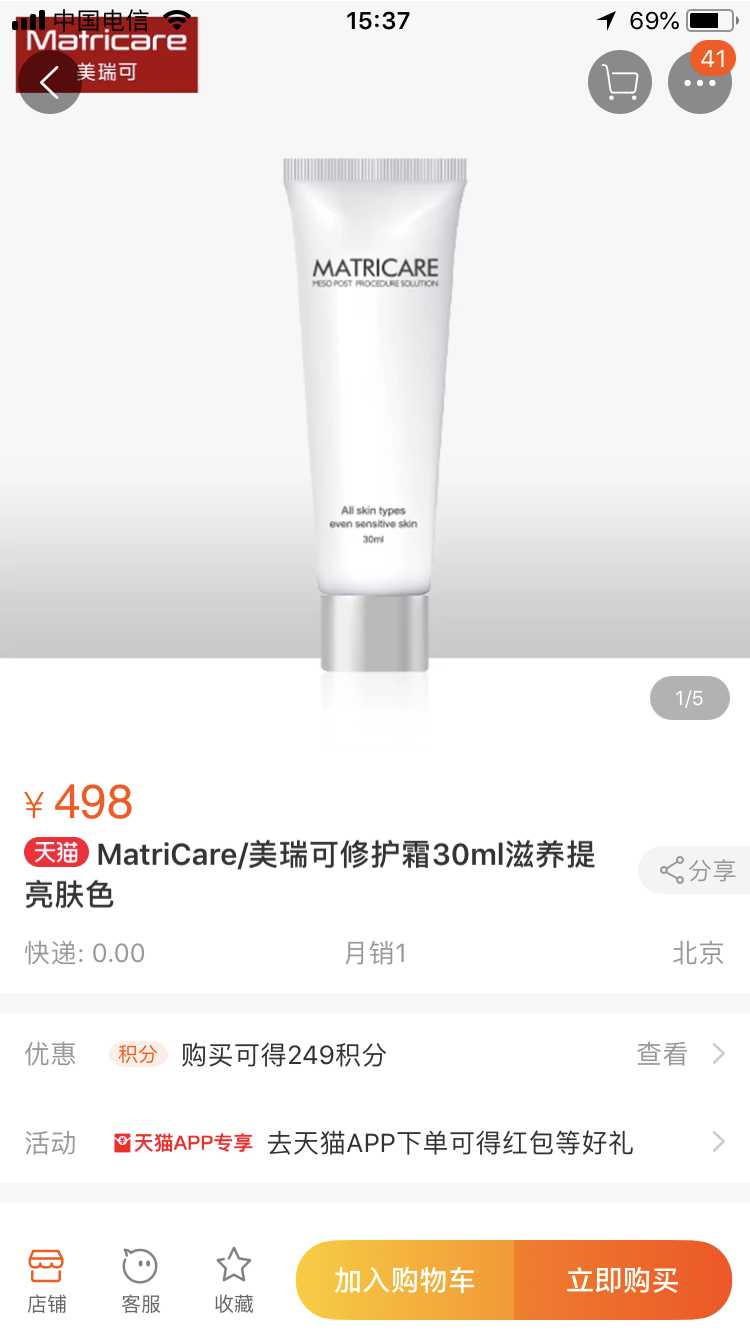 中国电信
15:37
69%
Matricare
美瑞可
41
MATRICARE
MESO POST PROCEDURE SOLUTION
All skin types
even sensitive skin
30ml
1/5
¥ 498
天猫 MatriCare/美瑞可修护霜30ml滋养提
亮肤色
分享
快递: 0.00
月销1
北京
优惠
积分
购买可得249积分
查看
活动
天猫APP专享
去天猫APP下单可得红包等好礼
店铺
客服
收藏
加入购物车
立即购买